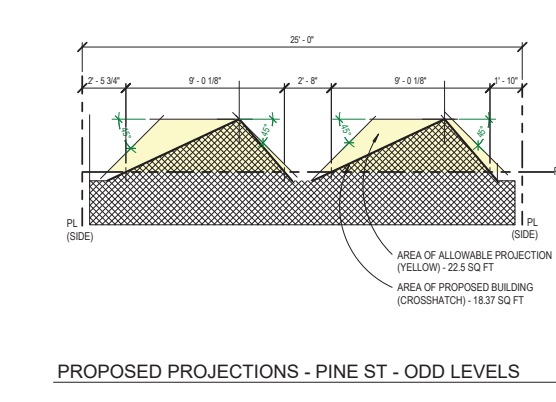 25' - 0"
2' - 5 3/4"
9' - 0 1/8"
2' - 8"
9' - 0 1/8"
1' - 10"
45°
45°
45°
45°
PL
(SIDE)
PL
(SIDE)
AREA OF ALLOWABLE PROJECTION
(YELLOW) - 22.5 SQ FT
AREA OF PROPOSED BUILDING
(CROSSHATCH) - 18.37 SQ FT
PROPOSED PROJECTIONS - PINE ST - ODD LEVELS